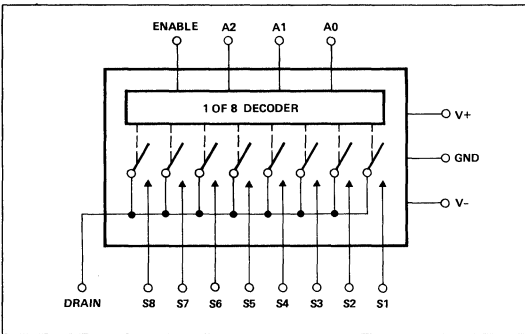 ENABLE A2 A1 A0
1 OF 8 DECODER
V+
GND
V–
DRAIN S8 S7 S6 S5 S4 S3 S2 S1